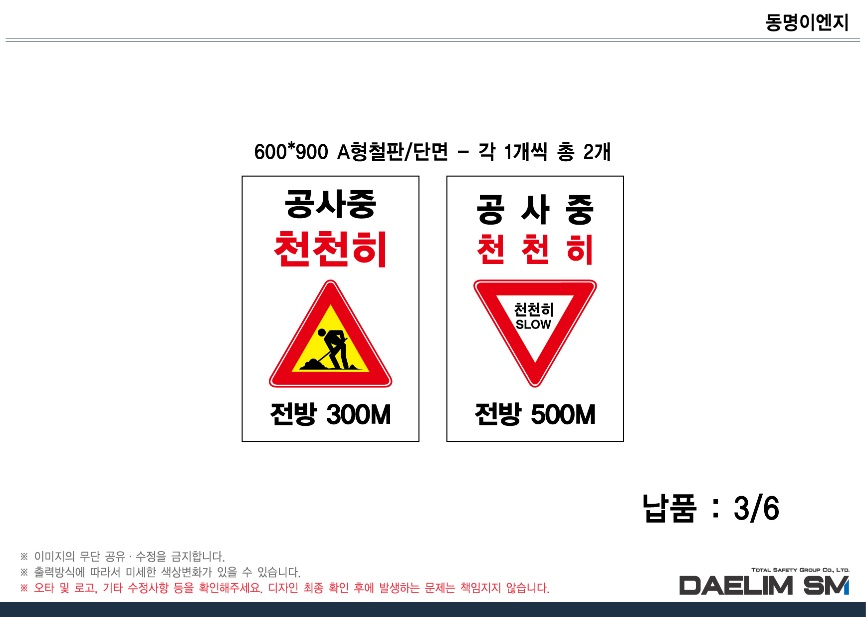 동명이엔지
600*900 A형철판/단면 - 각 1개씩 총 2개
공사중
천천히
전방 300M
공 사 중
천 천 히
천천히
SLOW
전방 500M
납품 : 3/6
※ 이미지의 무단 공유 · 수정을 금지합니다.
※ 출력방식에 따라서 미세한 색상변화가 있을 수 있습니다.
※ 오타 및 로고, 기타 수정사항 등을 확인해주세요. 디자인 최종 확인 후에 발생하는 문제는 책임지지 않습니다.
TOTAL SAFETY GROUP CO., LTD.
DAELIM SM